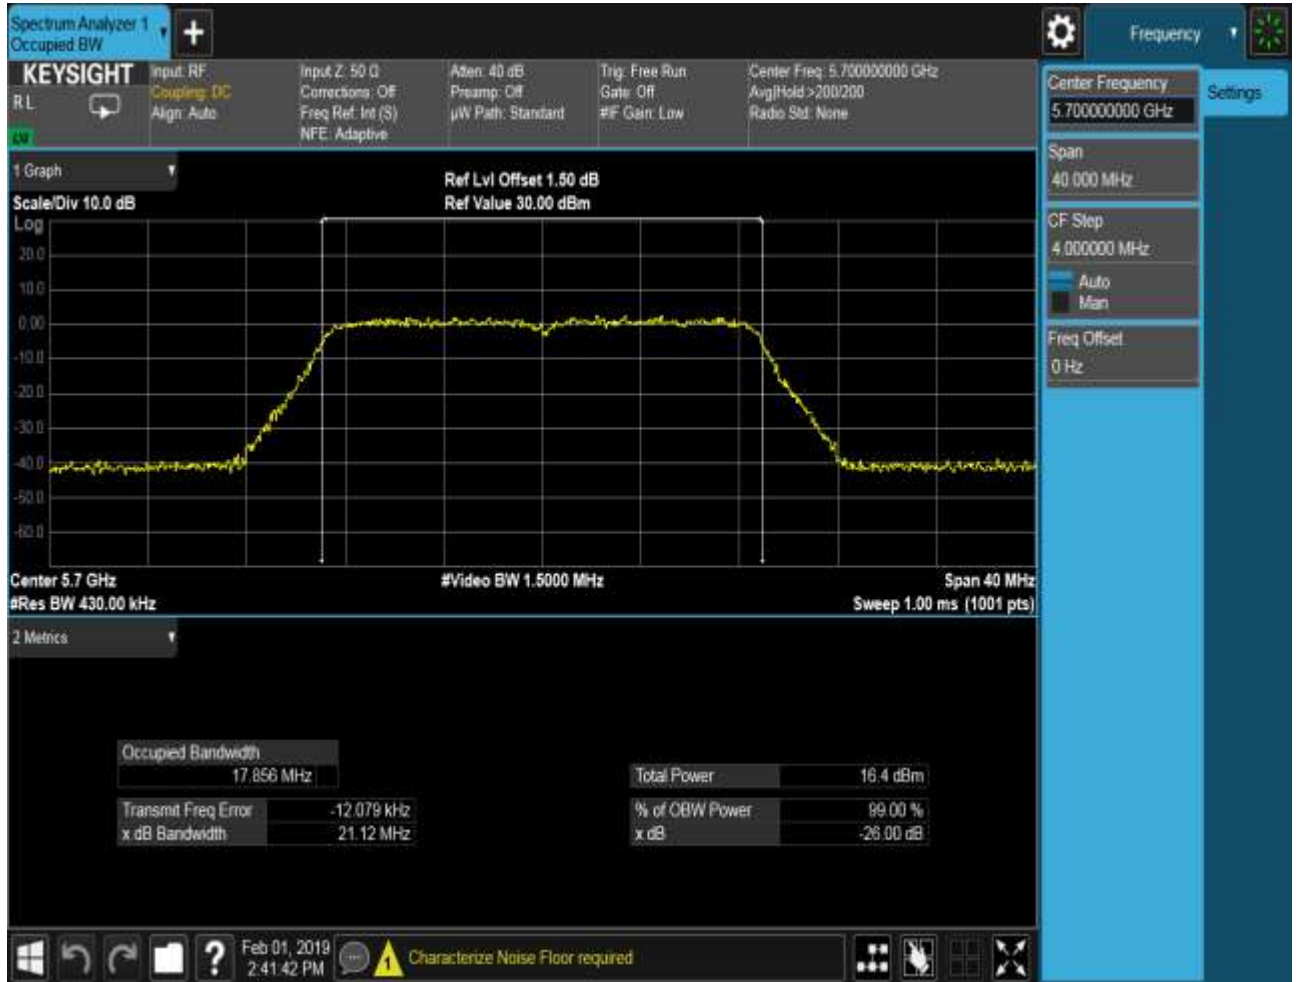 Spectrum Analyzer 1
Occupied BW
Frequency
KEYSIGHT
R L
Input: RF
Coupling: DC
Align: Auto
Input Z: 50 Ω
Corrections: Off
Freq Ref: Int (S)
NFE: Adaptive
Atten: 40 dB
Preamp: Off
µW Path: Standard
Trig: Free Run
Gate: Off
#IF Gain: Low
Center Freq: 5.700000000 GHz
Avg|Hold:>200/200
Radio Std: None
Center Frequency
5.700000000 GHz
Settings
Span
40.000 MHz
CF Step
4.000000 MHz
Auto
Man
Freq Offset
0 Hz
1 Graph
Scale/Div 10.0 dB
Ref Lvl Offset 1.50 dB
Ref Value 30.00 dBm
Log
20.0
10.0
0.00
-10.0
-20.0
-30.0
-40.0
-50.0
-60.0
Center 5.7 GHz
#Video BW 1.5000 MHz
Span 40 MHz
#Res BW 430.00 kHz
Sweep 1.00 ms (1001 pts)
2 Metrics
Occupied Bandwidth
17.856 MHz
Total Power 16.4 dBm
Transmit Freq Error -12.079 kHz
% of OBW Power 99.00 %
x dB Bandwidth 21.12 MHz
x dB -26.00 dB
Feb 01, 2019
2:41:42 PM
1
Characterize Noise Floor required